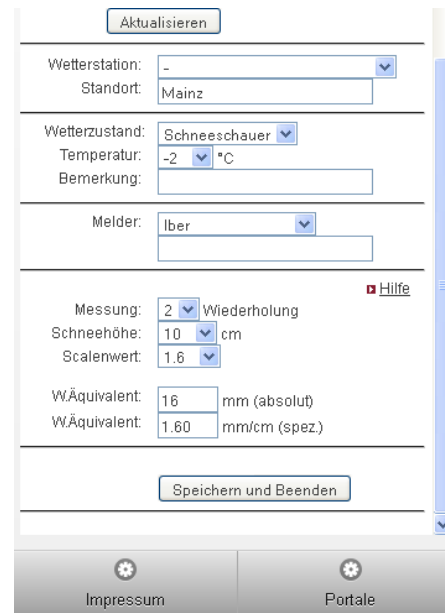 Aktualisieren
Wetterstation: -
Standort: Mainz
Wetterzustand: Schneeschauer
Temperatur: -2 °C
Bemerkung:
Melder: Iber
Hilfe
Messung: 2 Wiederholung
Schneehöhe: 10 cm
Scalenwert: 1.6
W.Äquivalent: 16 mm (absolut)
W.Äquivalent: 1.60 mm/cm (spez.)
Speichern und Beenden
Impressum Portale